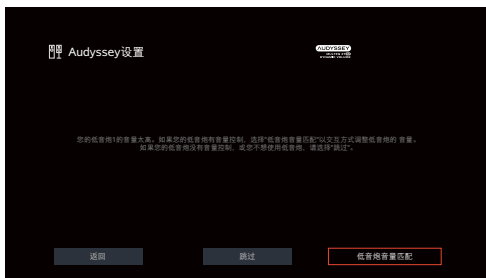 Audyssey设置
AUDYSSEY
DYNAMIC VOLUME
您的低音炮1的音量太高。如果您的低音炮有音量控制，选择“低音炮音量匹配”以交互方式调整低音炮的 音量。
如果您的低音炮没有音量控制，或您不想使用低音炮，请选择“跳过”。
返回
跳过
低音炮音量匹配